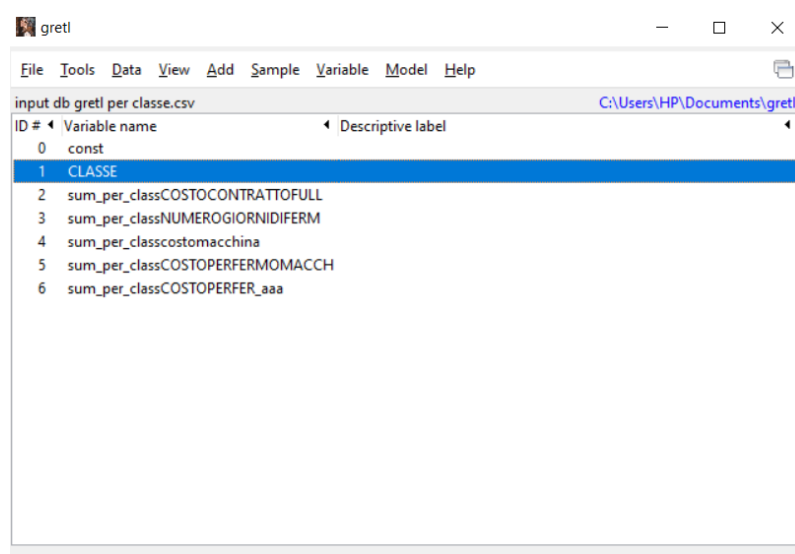 gretl
File Tools Data View Add Sample Variable Model Help
input db gretl per classe.csv C:\Users\HP\Documents\gretl
ID # Variable name Descriptive label
0 const
1 CLASSE
2 sum_per_classCOSTOCONTRATTOFULL
3 sum_per_classNUMEROGIORNIDIFERM
4 sum_per_classcostomacchina
5 sum_per_classCOSTOPERFERMOMACCH
6 sum_per_classCOSTOPERFER_aaa